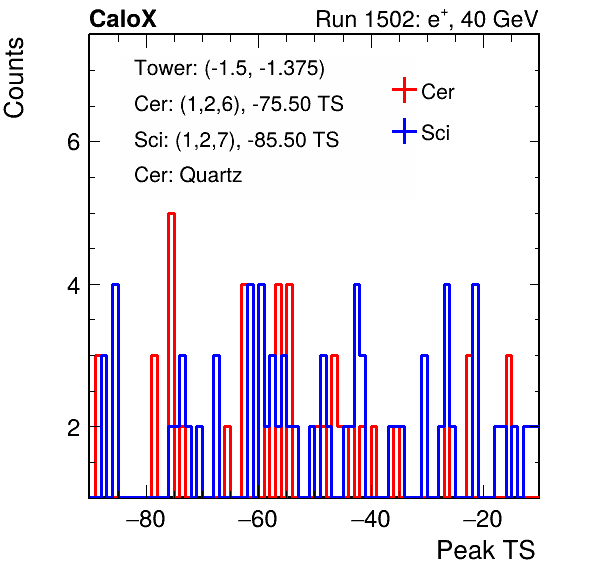 CaloX Run 1502: e⁺, 40 GeV
Counts
Tower: (-1.5, -1.375)
Cer: (1,2,6), -75.50 TS
Sci: (1,2,7), -85.50 TS
Cer: Quartz
Cer
Sci
6
4
2
−80 −60 −40 −20
Peak TS